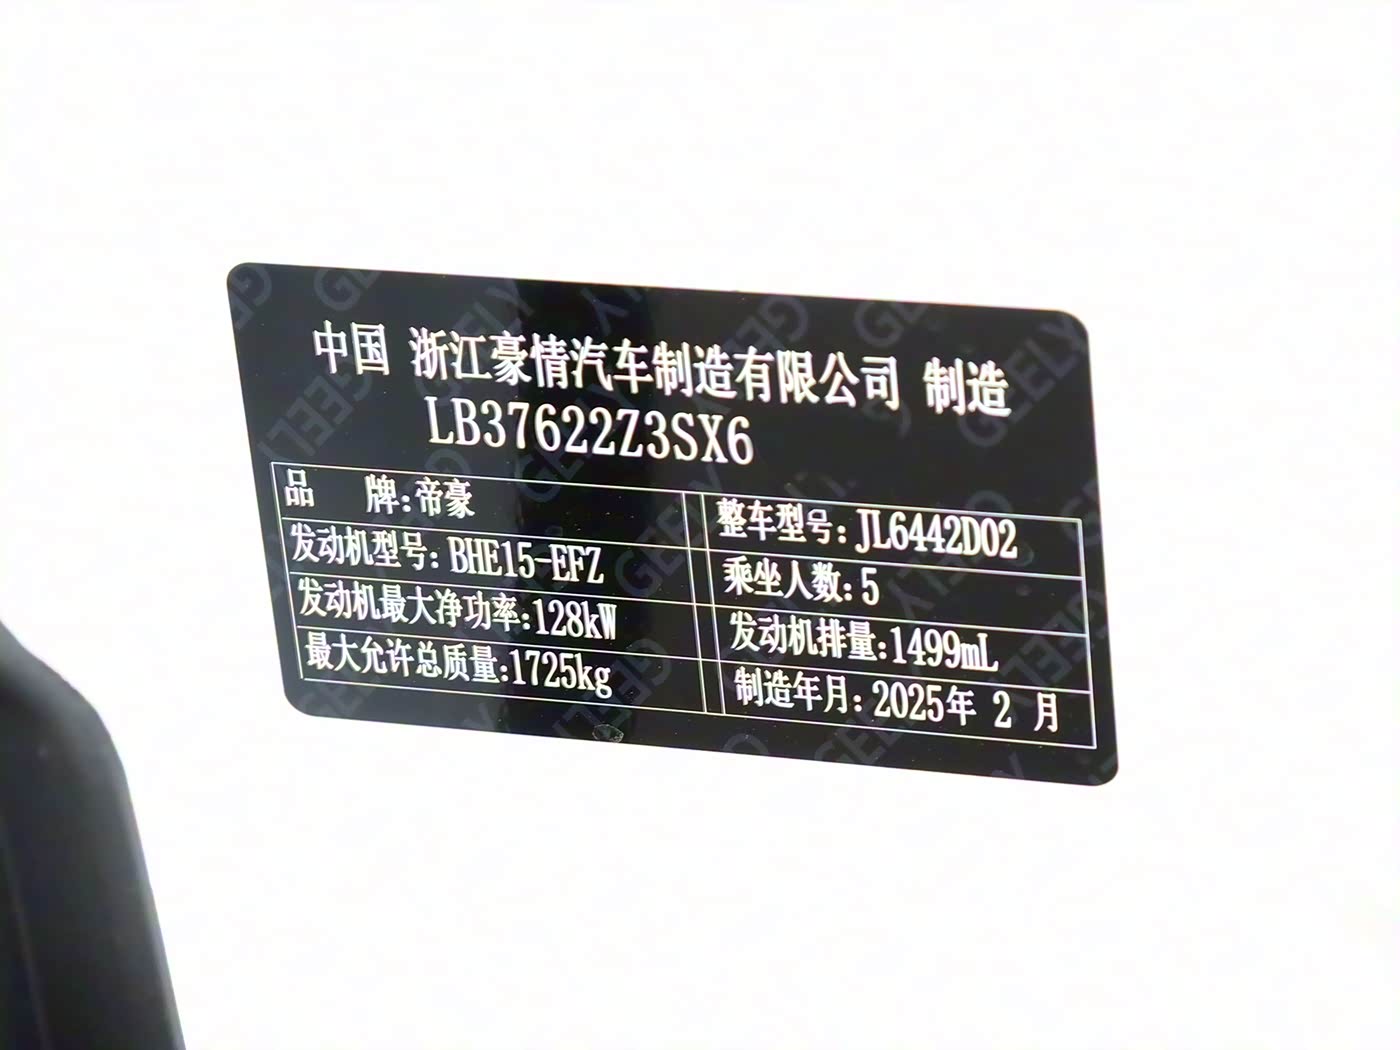 中国 浙江豪情汽车制造有限公司 制造
LB37622Z3SX6
品 牌:帝豪 整车型号:JL6442D02
发动机型号:BHE15-EFZ 乘坐人数:5
发动机最大净功率:128kW 发动机排量:1499mL
最大允许总质量:1725kg 制造年月:2025年 2 月
GEELY